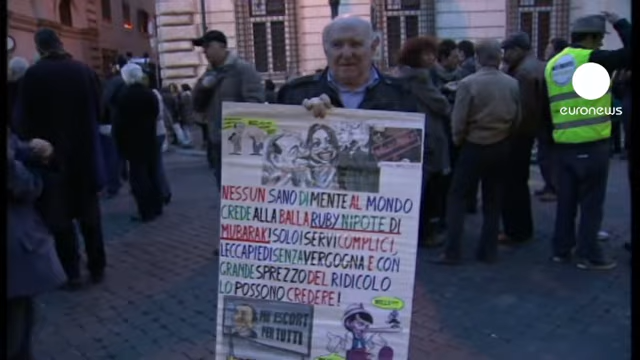 euronews
NESSUN SANO DI MENTE AL MONDO
CREDE ALLA BALLA RUBY NIPOTE DI
MUBARAK! SOLO I SERVI COMPLICI,
LECCAPIEDI SENZA VERGOGNA E CON
GRANDE SPREZZO DEL RIDICOLO
LO POSSONO CREDERE!
ESCORT
PER TUTTI